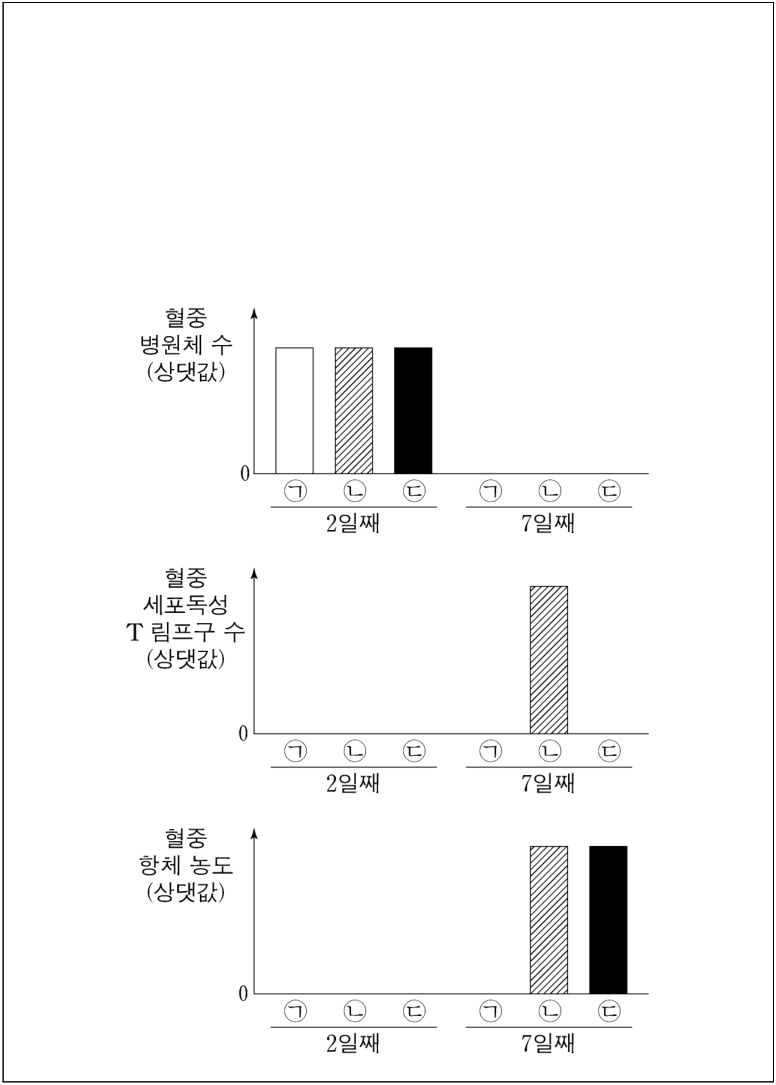 혈중
병원체 수
(상댓값)
0
㉠ ㉡ ㉢ ㉠ ㉡ ㉢
2일째 7일째
혈중
세포독성
T 림프구 수
(상댓값)
0
㉠ ㉡ ㉢ ㉠ ㉡ ㉢
2일째 7일째
혈중
항체 농도
(상댓값)
0
㉠ ㉡ ㉢ ㉠ ㉡ ㉢
2일째 7일째